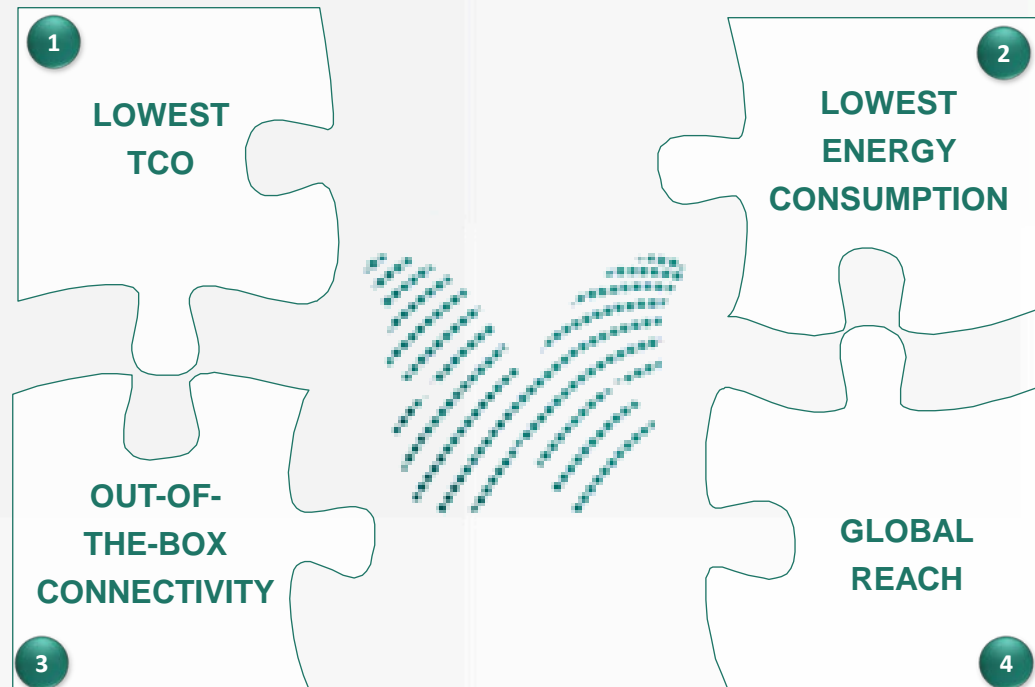 1
LOWEST
TCO
2
LOWEST
ENERGY
CONSUMPTION
OUT-OF-
THE-BOX
CONNECTIVITY
3
GLOBAL
REACH
4